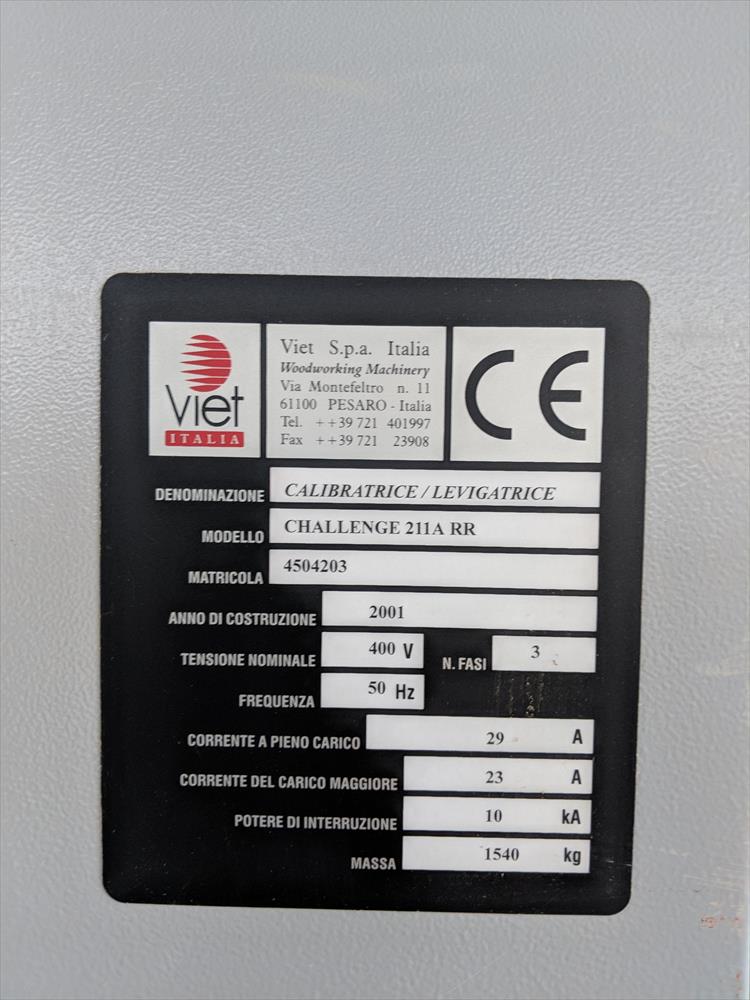 Viet
ITALIA
Viet S.p.a. Italia
Woodworking Machinery
Via Montefeltro n. 11
61100 PESARO - Italia
Tel. ++39 721 401997
Fax ++39 721 23908
CE
DENOMINAZIONE CALIBRATRICE / LEVIGATRICE
MODELLO CHALLENGE 211A RR
MATRICOLA 4504203
ANNO DI COSTRUZIONE 2001
TENSIONE NOMINALE 400 V N. FASI 3
FREQUENZA 50 Hz
CORRENTE A PIENO CARICO 29 A
CORRENTE DEL CARICO MAGGIORE 23 A
POTERE DI INTERRUZIONE 10 kA
MASSA 1540 kg